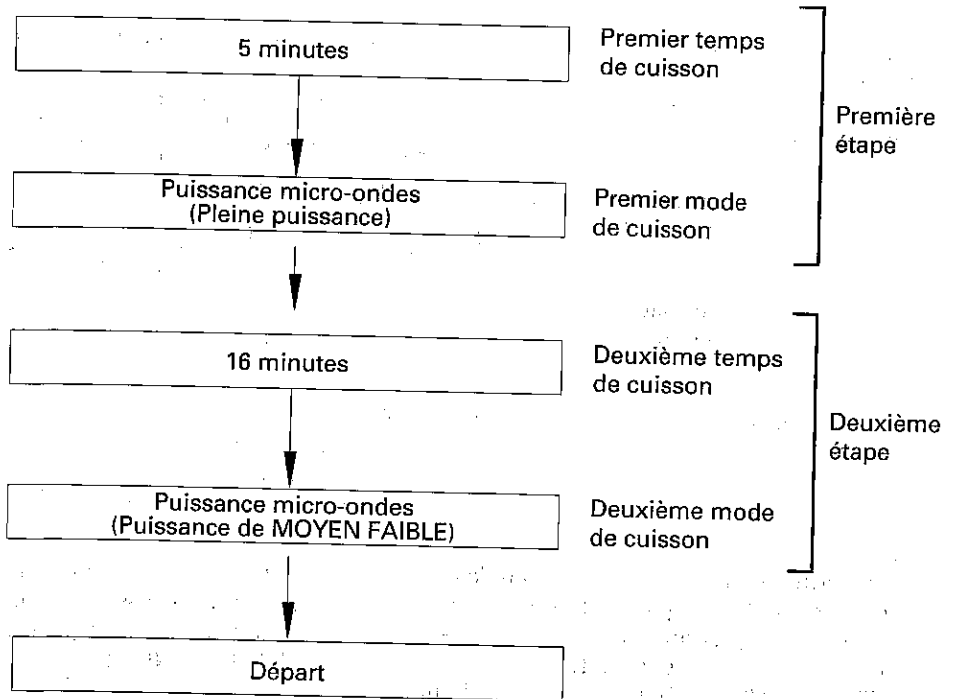 5 minutes
Premier temps
de cuisson
Première
étape
Puissance micro-ondes
(Pleine puissance)
Premier mode
de cuisson
16 minutes
Deuxième temps
de cuisson
Deuxième
étape
Puissance micro-ondes
(Puissance de MOYEN FAIBLE)
Deuxième mode
de cuisson
Départ